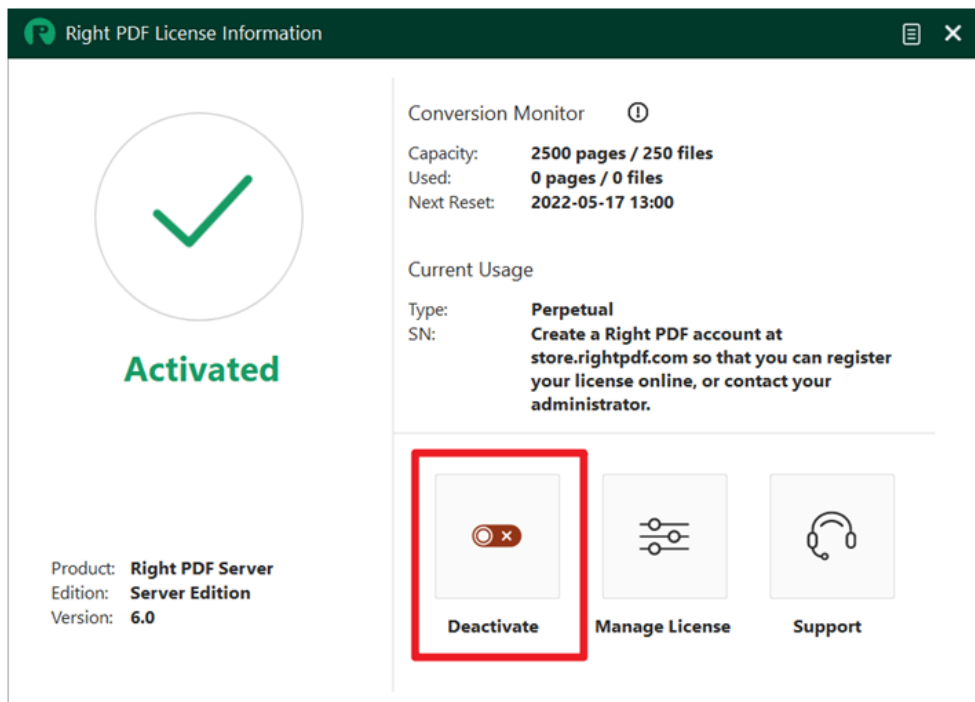 Right PDF License Information
Conversion Monitor
Capacity: 2500 pages / 250 files
Used: 0 pages / 0 files
Next Reset: 2022-05-17 13:00
Current Usage
Type: Perpetual
SN: Create a Right PDF account at
store.rightpdf.com so that you can register
your license online, or contact your
administrator.
Activated
Product: Right PDF Server
Edition: Server Edition
Version: 6.0
Deactivate
Manage License
Support